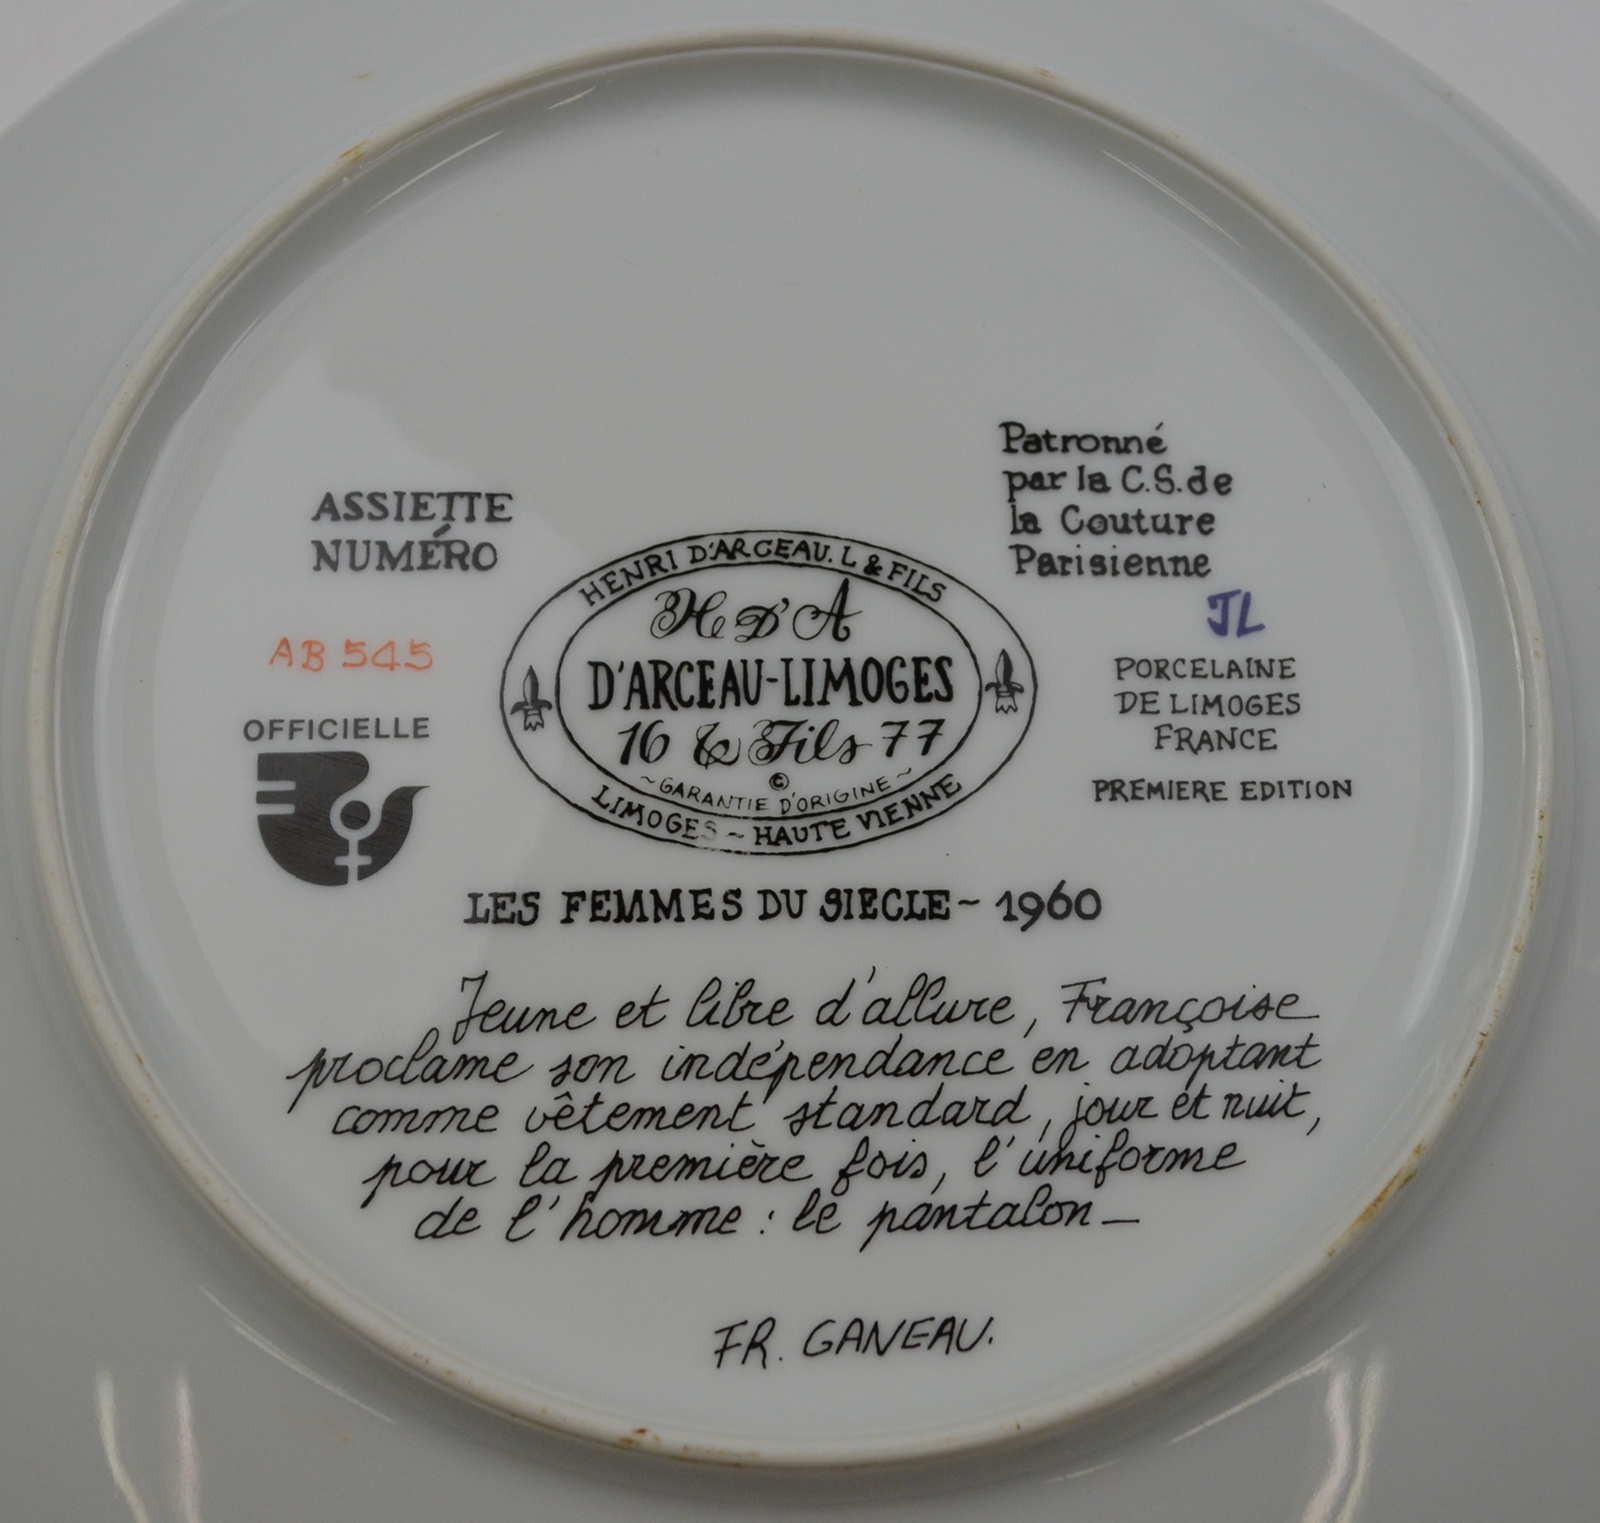 Patronné
par la C.S. de
la Couture
Parisienne
ASSIETTE
NUMÉRO
HENRI D'ARCEAU. L & FILS
H D'A
D'ARCEAU-LIMOGES
16 & Fils 77
©
~GARANTIE D'ORIGINE~
LIMOGES ~ HAUTE VIENNE
JL
AB 545
PORCELAINE
DE LIMOGES
FRANCE
OFFICIELLE
PREMIERE EDITION
LES FEMMES DU SIECLE ~ 1960
Jeune et libre d'allure, Françoise
proclame son indépendance en adoptant
comme vêtement standard, jour et nuit,
pour la première fois, l'uniforme
de l'homme : le pantalon —
FR. GANEAU.